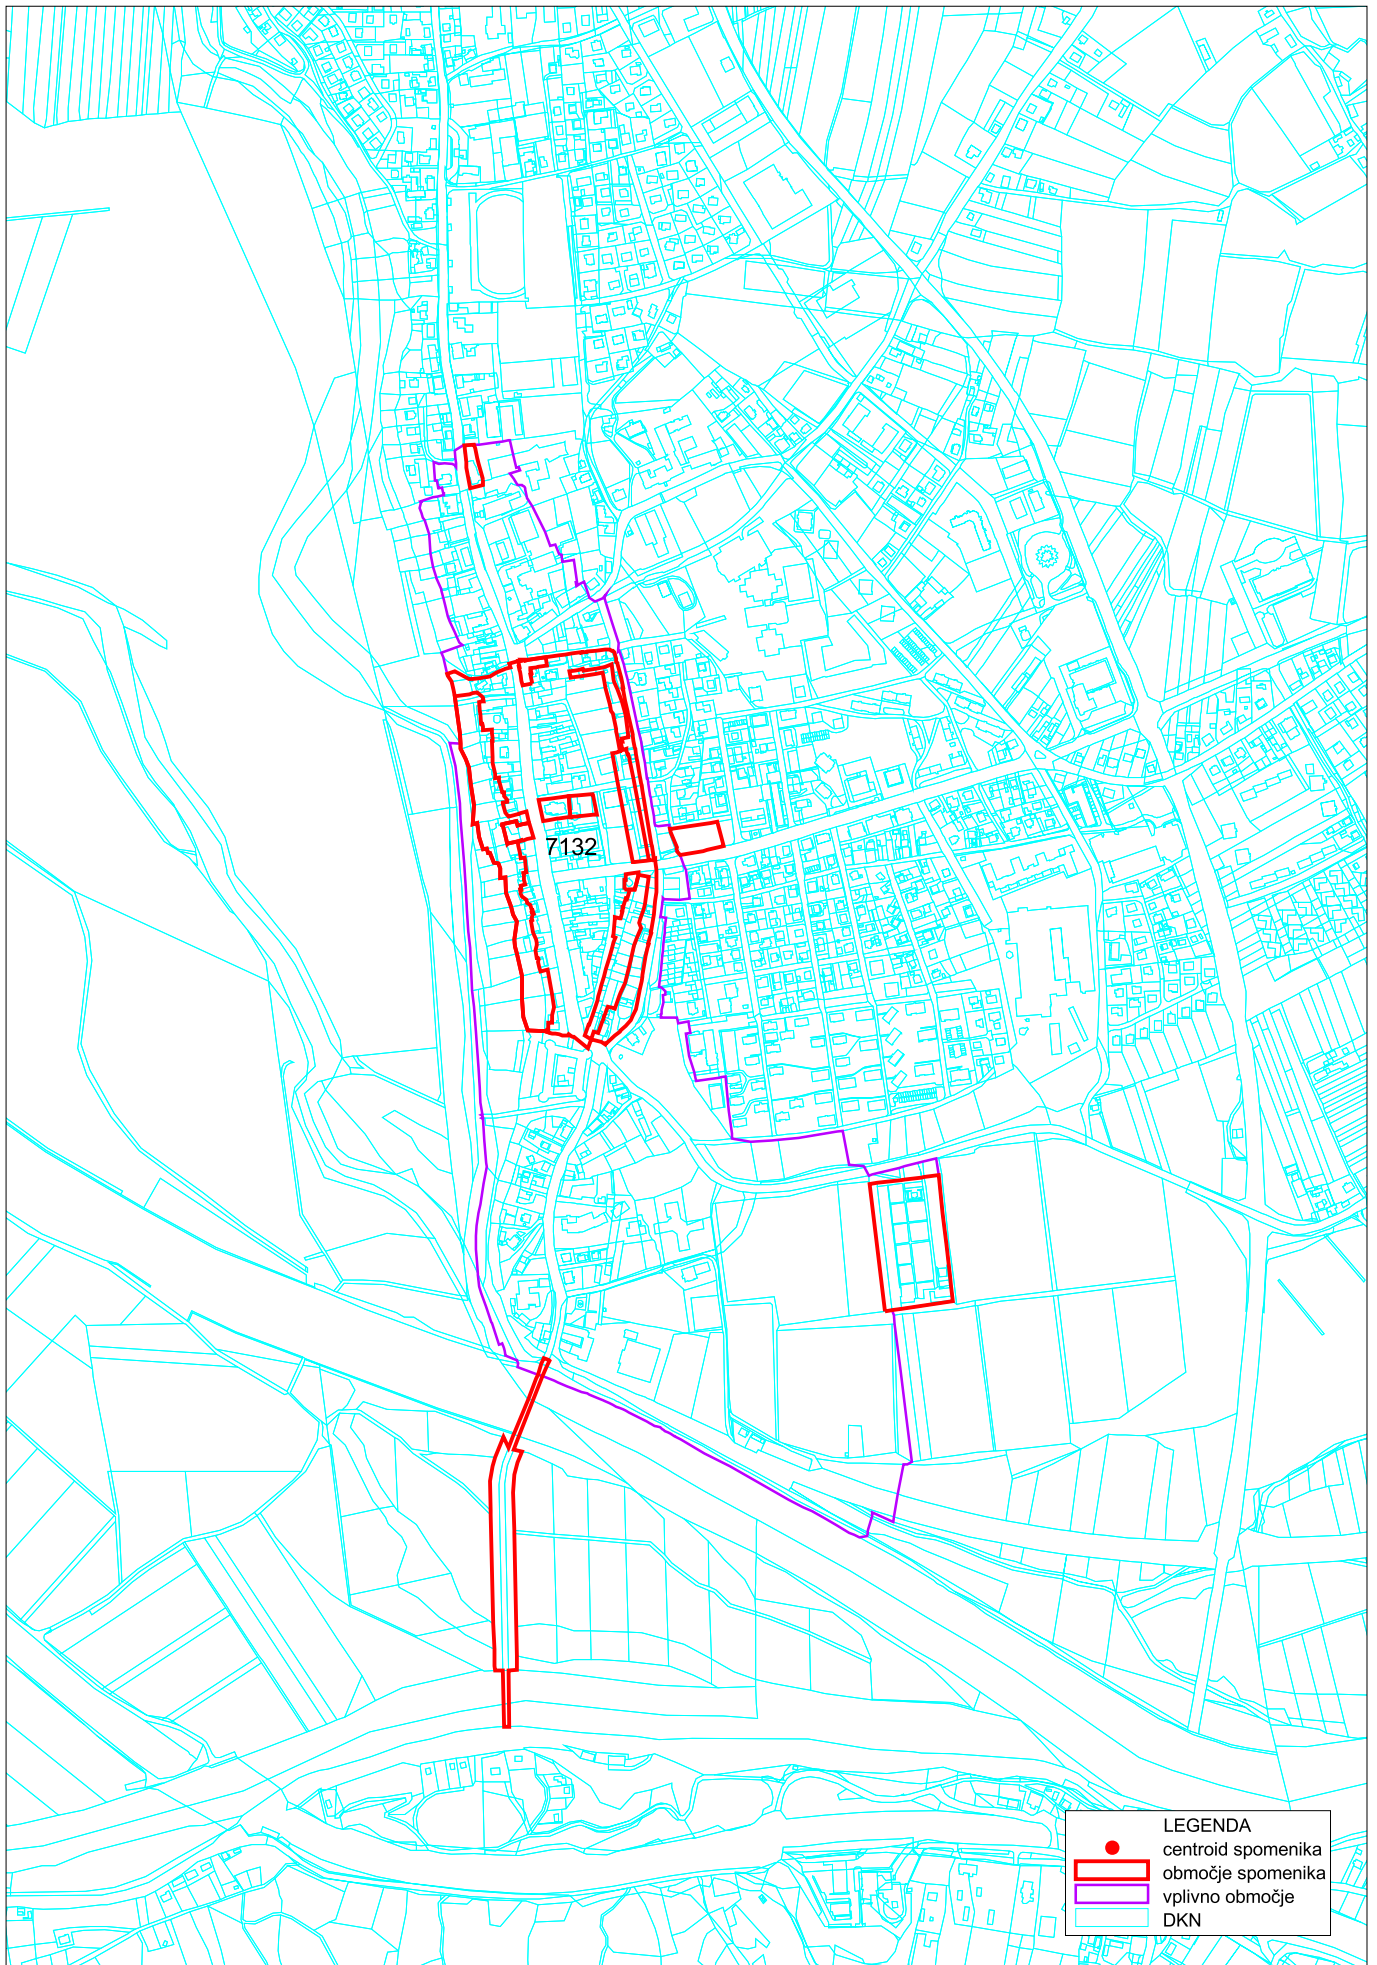 7132
LEGENDA
centroid spomenika
območje spomenika
vplivno območje
DKN